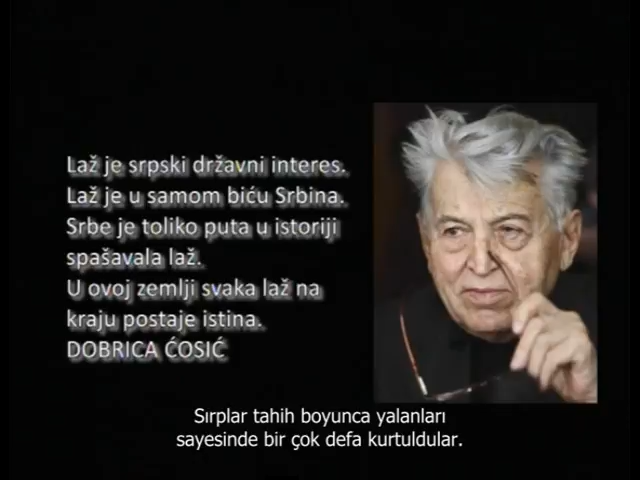 Laž je srpski državni interes.
Laž je u samom biću Srbina.
Srbe je toliko puta u istoriji
spašavala laž.
U ovoj zemlji svaka laž na
kraju postaje istina.
DOBRICA ĆOSIĆ
Sırplar tahih boyunca yalanları
sayesinde bir çok defa kurtuldular.